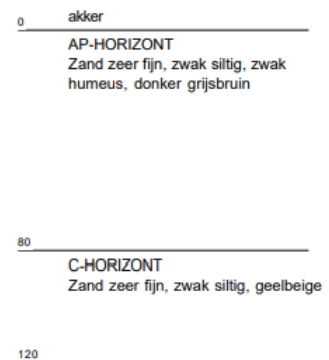 0 akker
AP-HORIZONT
Zand zeer fijn, zwak siltig, zwak
humeus, donker grijsbruin
80
C-HORIZONT
Zand zeer fijn, zwak siltig, geelbeige
120